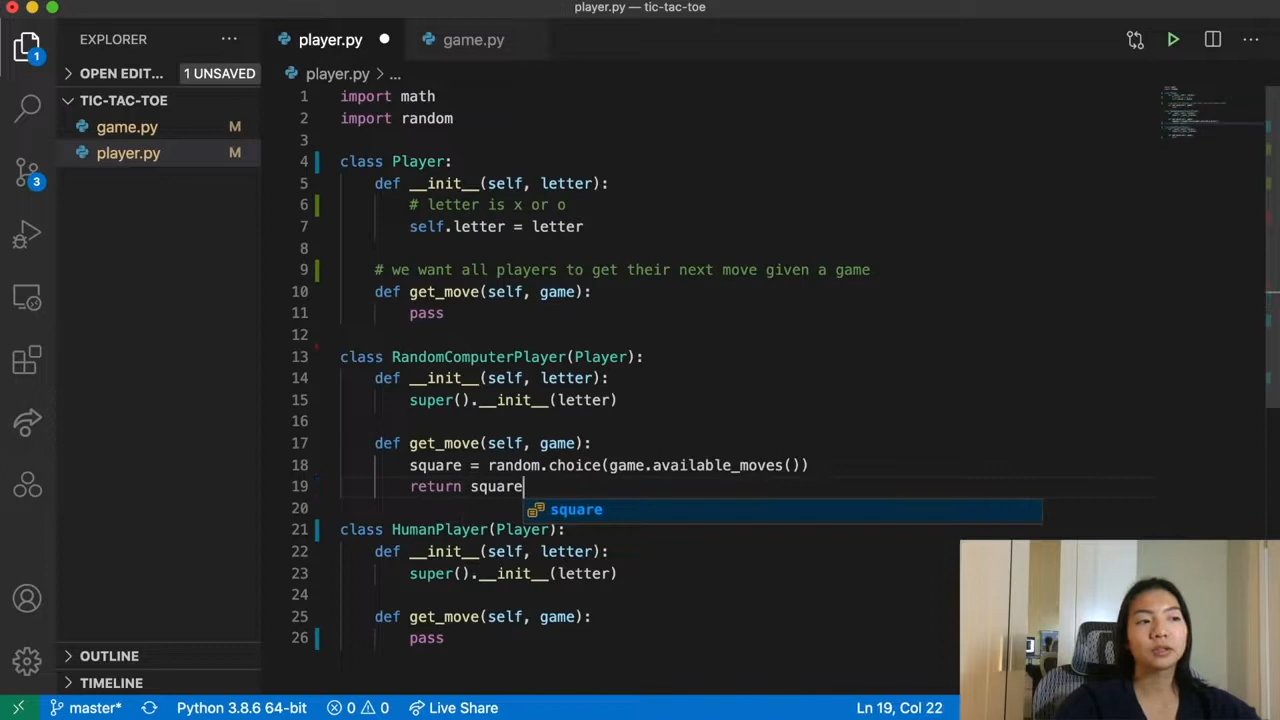 player.py — tic-tac-toe
EXPLORER ···
player.py ● game.py ···
1
OPEN EDIT... 1 UNSAVED
player.py > ...
TIC-TAC-TOE
game.py M
player.py M
3
1 import math
2 import random
3
4 class Player:
5 def __init__(self, letter):
6 # letter is x or o
7 self.letter = letter
8
9 # we want all players to get their next move given a game
10 def get_move(self, game):
11 pass
12
13 class RandomComputerPlayer(Player):
14 def __init__(self, letter):
15 super().__init__(letter)
16
17 def get_move(self, game):
18 square = random.choice(game.available_moves())
19 return square
20 square
21 class HumanPlayer(Player):
22 def __init__(self, letter):
23 super().__init__(letter)
24
25 def get_move(self, game):
26 pass
OUTLINE
TIMELINE
master* Python 3.8.6 64-bit 0 0 Live Share Ln 19, Col 22